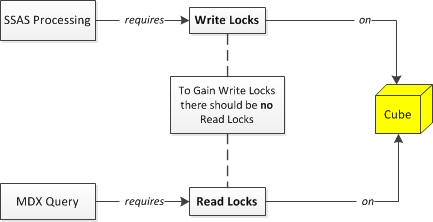 SSAS Processing
requires
Write Locks
on
To Gain Write Locks
there should be no
Read Locks
Cube
MDX Query
requires
Read Locks
on